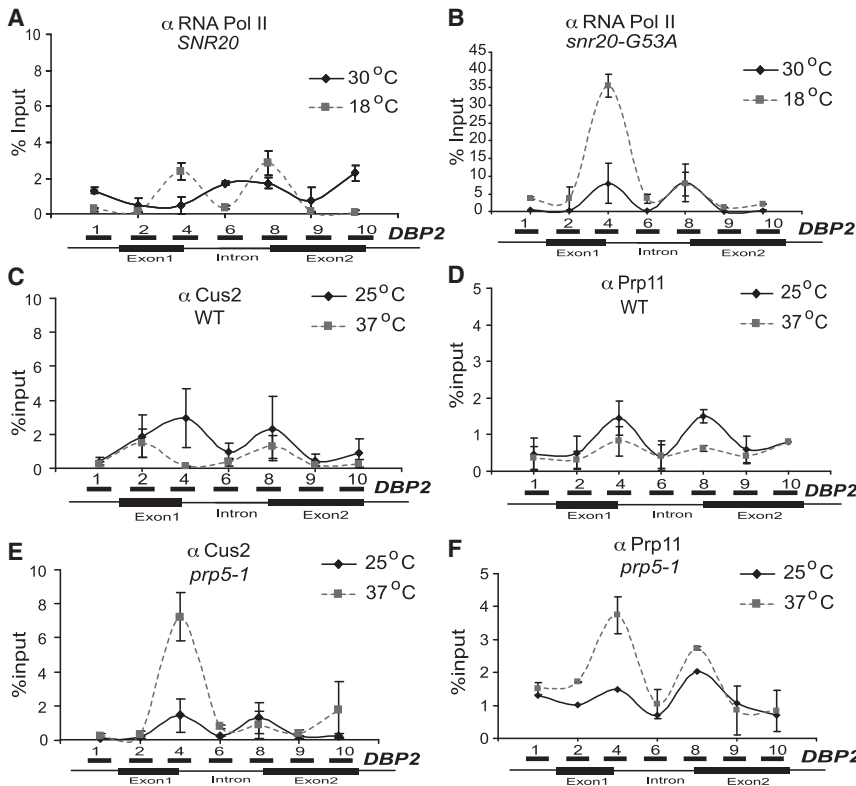 A
α RNA Pol II
SNR20
30 °C
18 °C
% Input
10
8
6
4
2
0
1 2 4 6 8 9 10 DBP2
Exon1 Intron Exon2
B
α RNA Pol II
snr20-G53A
30 °C
18 °C
% Input
45
40
35
30
25
20
15
10
5
0
1 2 4 6 8 9 10 DBP2
Exon1 Intron Exon2
C
α Cus2
WT
25 °C
37 °C
%input
10
8
6
4
2
0
1 2 4 6 8 9 10 DBP2
Exon1 Intron Exon2
D
α Prp11
WT
25 °C
37 °C
%input
5
4
3
2
1
0
1 2 4 6 8 9 10 DBP2
Exon1 Intron Exon2
E
α Cus2
prp5-1
25 °C
37 °C
%input
10
8
6
4
2
0
1 2 4 6 8 9 10 DBP2
Exon1 Intron Exon2
F
α Prp11
prp5-1
25 °C
37 °C
%input
5
4
3
2
1
0
1 2 4 6 8 9 10 DBP2
Exon1 Intron Exon2